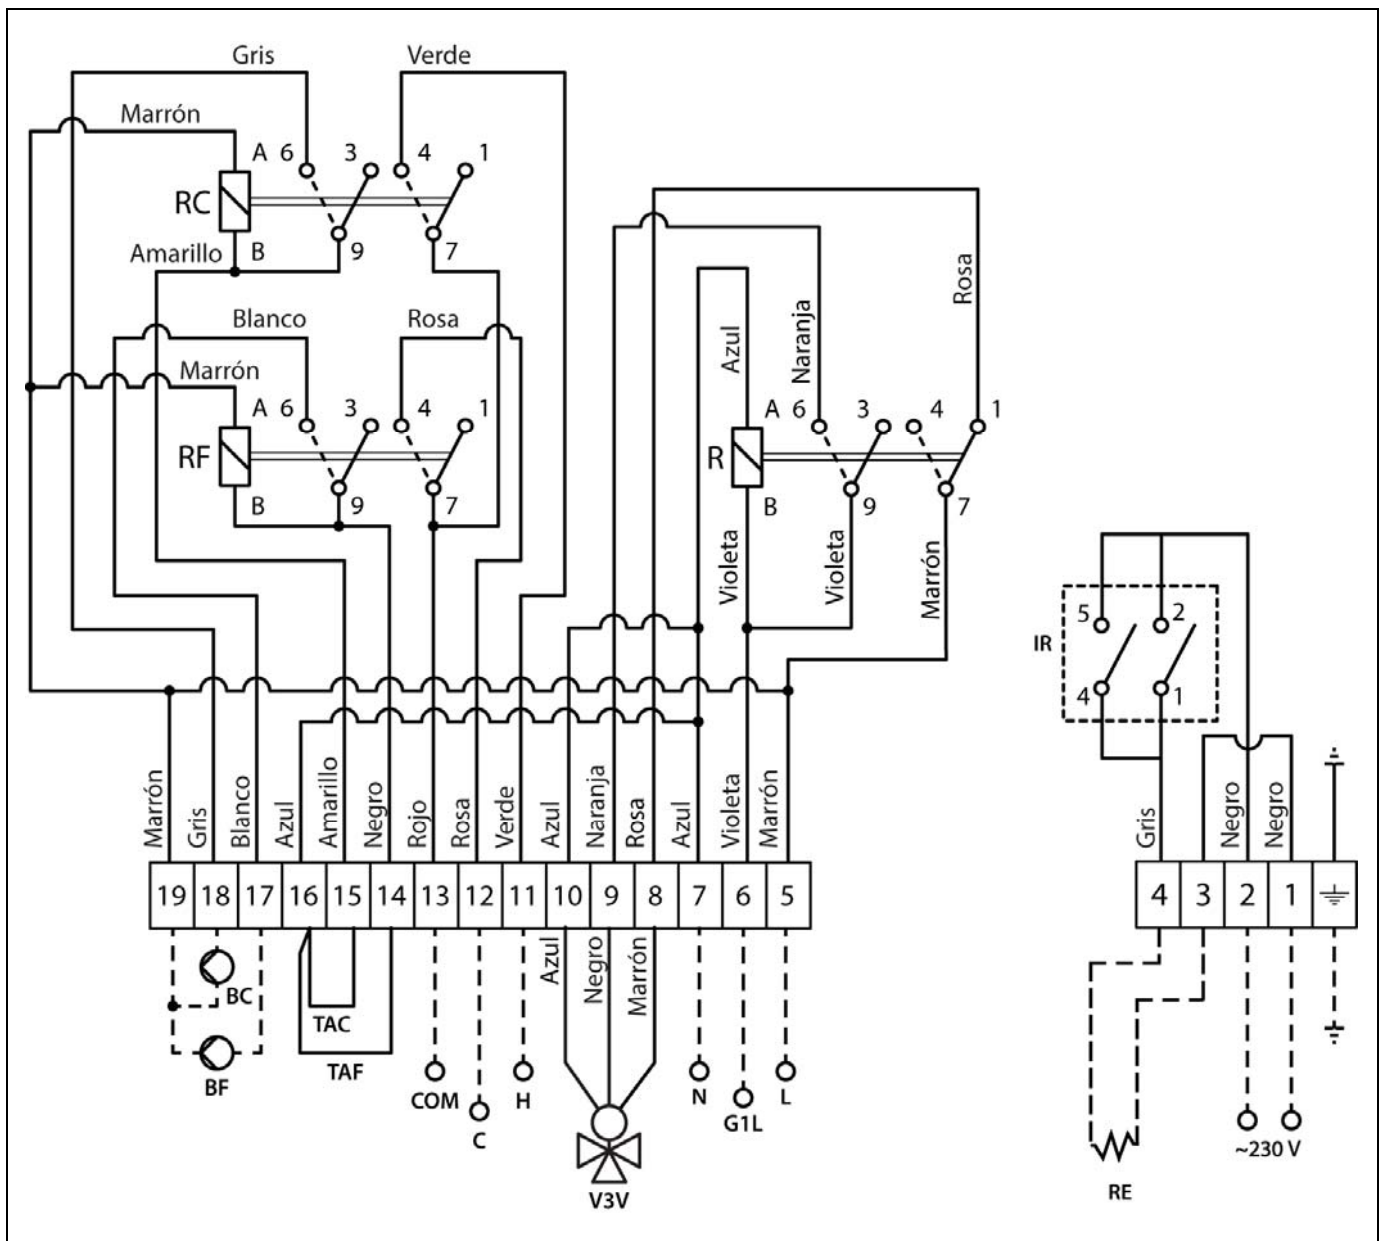 Gris
Verde
Marrón
A 6 3 4 1
RC
Amarillo B 9 7
Blanco Rosa
Marrón
A 6 3 4 1
RF
B 9 7
Azul
Naranja
Rosa
A 6 3 4 1
R
B 9 7
Violeta
Violeta
Marrón
5 2
IR
4 1
Marrón
Gris
Blanco
Azul
Amarillo
Negro
Rojo
Rosa
Verde
Azul
Naranja
Rosa
Azul
Violeta
Marrón
Gris
Negro
Negro
19 18 17 16 15 14 13 12 11 10 9 8 7 6 5
4 3 2 1
Azul
Negro
Marrón
BC
TAC
BF
TAF
COM
C
H
V3V
N
G1L
L
RE
~230 V